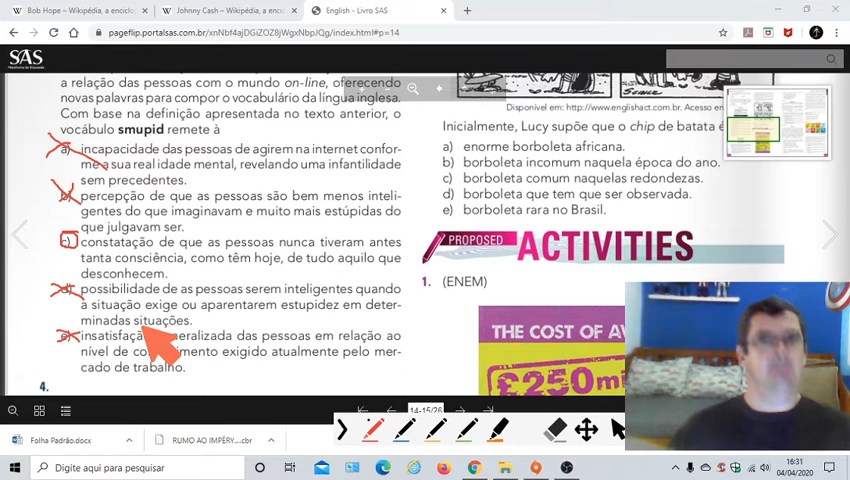 Bob Hope – Wikipédia, a encicl
Johnny Cash – Wikipédia, a enci
English - Livro SAS
pageflip.portalsas.com.br/xnNbf4ajDGiZOZ8jWgxNbpJQg/index.html#p=14
SAS
a relação das pessoas com o mundo on-line, oferecendo
novas palavras para compor o vocabulário da língua inglesa.
Com base na definição apresentada no texto anterior, o
vocábulo smupid remete à
a) incapacidade das pessoas de agirem na internet confor-
me a sua real idade mental, revelando uma infantilidade
sem precedentes.
b) percepção de que as pessoas são bem menos inteli-
gentes do que imaginavam e muito mais estúpidas do
que julgavam ser.
c) constatação de que as pessoas nunca tiveram antes
tanta consciência, como têm hoje, de tudo aquilo que
desconhecem.
d) possibilidade de as pessoas serem inteligentes quando
a situação exige ou aparentarem estupidez em deter-
minadas situações.
e) insatisfação generalizada das pessoas em relação ao
nível de conhecimento exigido atualmente pelo mer-
cado de trabalho.
4.
Disponível em: http://www.englishact.com.br. Acesso em
Inicialmente, Lucy supõe que o chip de batata é
a) enorme borboleta africana.
b) borboleta incomum naquela época do ano.
c) borboleta comum naquelas redondezas.
d) borboleta que tem que ser observada.
e) borboleta rara no Brasil.
PROPOSED ACTIVITIES
1. (ENEM)
THE COST OF
£250mi
14-15/26
Folha Padrão.docx
RUMO AO IMPÉRY....cbr
Digite aqui para pesquisar
16:31
04/04/2020